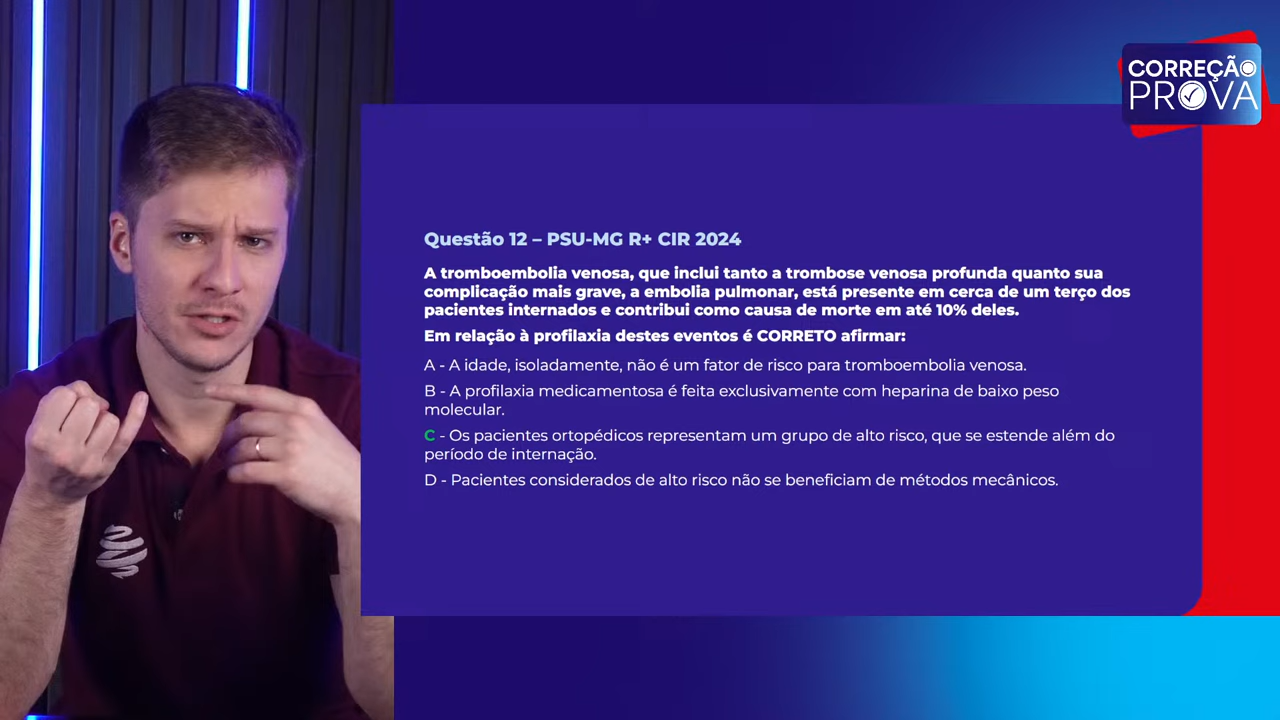 CORREÇÃO
PROVA
Questão 12 – PSU-MG R+ CIR 2024
A tromboembolia venosa, que inclui tanto a trombose venosa profunda quanto sua
complicação mais grave, a embolia pulmonar, está presente em cerca de um terço dos
pacientes internados e contribui como causa de morte em até 10% deles.
Em relação à profilaxia destes eventos é CORRETO afirmar:
A - A idade, isoladamente, não é um fator de risco para tromboembolia venosa.
B - A profilaxia medicamentosa é feita exclusivamente com heparina de baixo peso
molecular.
C - Os pacientes ortopédicos representam um grupo de alto risco, que se estende além do
período de internação.
D - Pacientes considerados de alto risco não se beneficiam de métodos mecânicos.